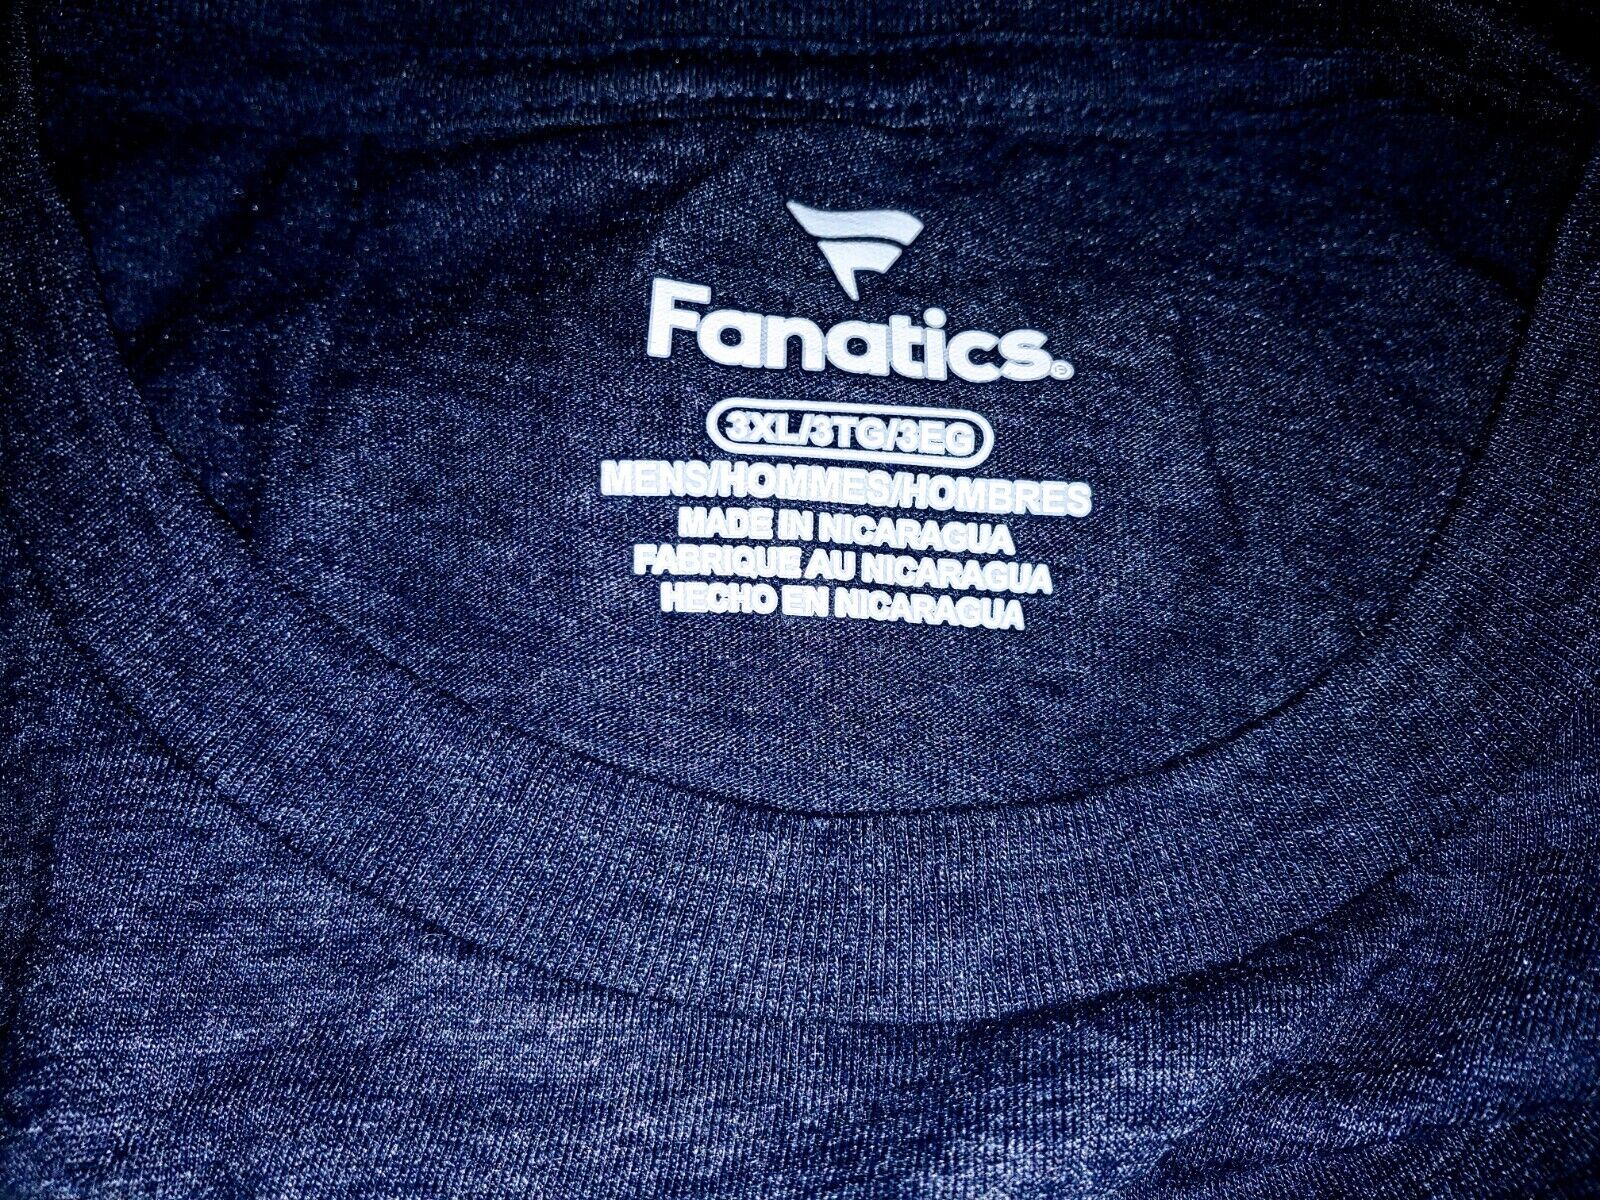 Fanatics.
3XL/3TG/3EG
MENS/HOMMES/HOMBRES
MADE IN NICARAGUA
FABRIQUE AU NICARAGUA
HECHO EN NICARAGUA